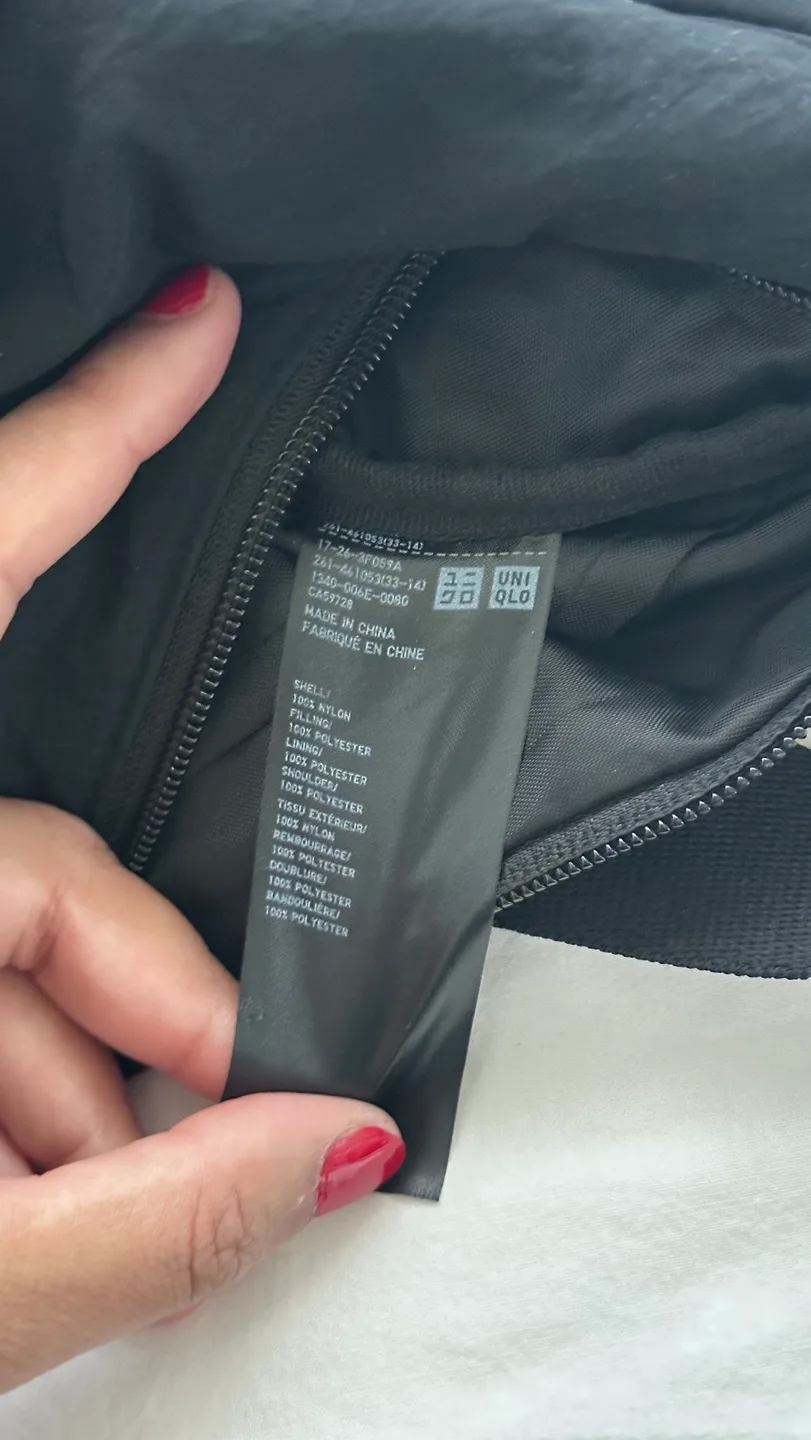 261-461053(33-14)
17-26-3F059A
261-461053(33-14)
1340-006E-0080
CA59728
MADE IN CHINA
FABRIQUÉ EN CHINE
ユニ
クロ
UNI
QLO
SHELL/
100% NYLON
FILLING/
100% POLYESTER
LINING/
100% POLYESTER
SHOULDER/
100% POLYESTER
TISSU EXTÉRIEUR/
100% NYLON
REMBOURRAGE/
100% POLYESTER
DOUBLURE/
100% POLYESTER
BANDOULIÈRE/
100% POLYESTER